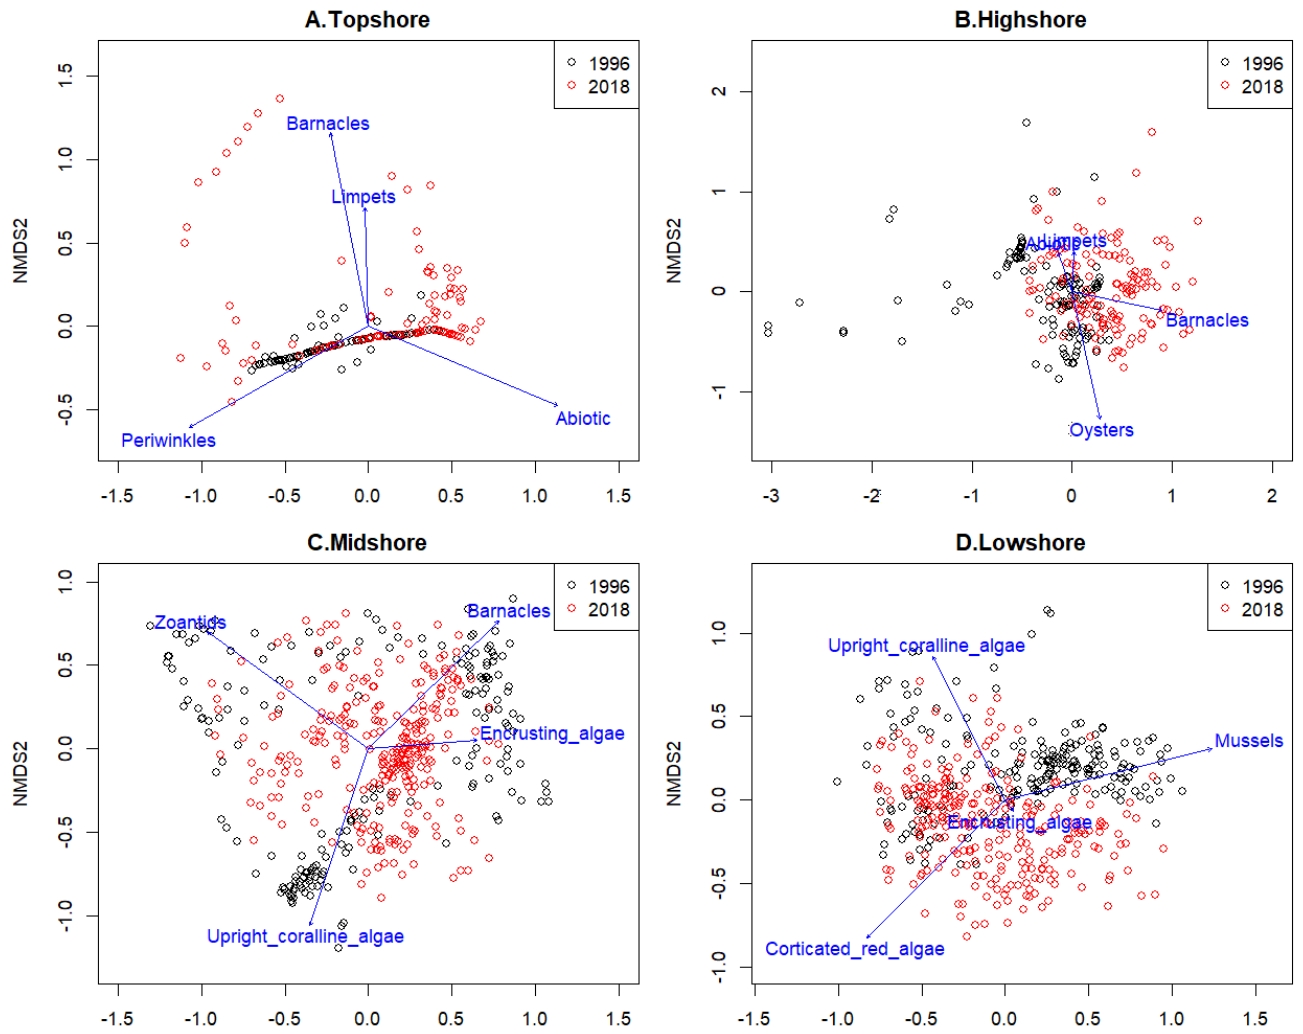 A.Topshore
NMDS2
1.5
1.0
0.5
0.0
-0.5
1996
2018
Barnacles
Limpets
Abiotic
Periwinkles
-1.5
-1.0
-0.5
0.0
0.5
1.0
1.5
B.Highshore
NMDS2
2
1
0
-1
1996
2018
Abiotic
Limpets
Barnacles
Oysters
-3
-2
-1
0
1
2
C.Midshore
NMDS2
1.0
0.5
0.0
-0.5
-1.0
1996
2018
Zoantids
Barnacles
Encrusting_algae
Upright_coralline_algae
-1.5
-1.0
-0.5
0.0
0.5
1.0
1.5
D.Lowshore
NMDS2
1.0
0.5
0.0
-0.5
-1.0
1996
2018
Upright_coralline_algae
Mussels
Encrusting_algae
Corticated_red_algae
-1.5
-1.0
-0.5
0.0
0.5
1.0
1.5